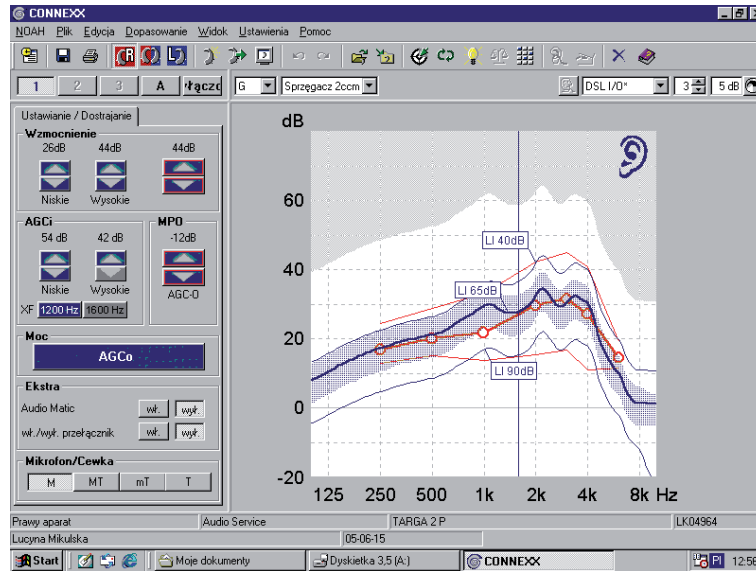 CONNEXX
NOAH Plik Edycja Dopasowanie Widok Ustawienia Pomoc
1 2 3 A
G Sprzęgacz 2ccm DSL I/O* 3 5 dB
Ustawianie / Dostrajanie
Wzmocnienie
26dB 44dB 44dB
Niskie Wysokie
AGCi MPO
54 dB 42 dB -12dB
Niskie Wysokie AGC-O
XF 1200 Hz 1600 Hz
Moc
AGCo
Ekstra
Audio Matic wł. wył.
wł./wył. przełącznik wł. wył.
Mikrofon/Cewka
M MT mT T
dB
60
40
20
0
-20
LI 40dB
LI 65dB
LI 90dB
125 250 500 1k 2k 4k 8k Hz
Prawy aparat Audio Service TARGA 2 P LK04964
Lucyna Mikulska 05-06-15
Start Moje dokumenty Dyskietka 3,5 (A:) CONNEXX Pl 12:56